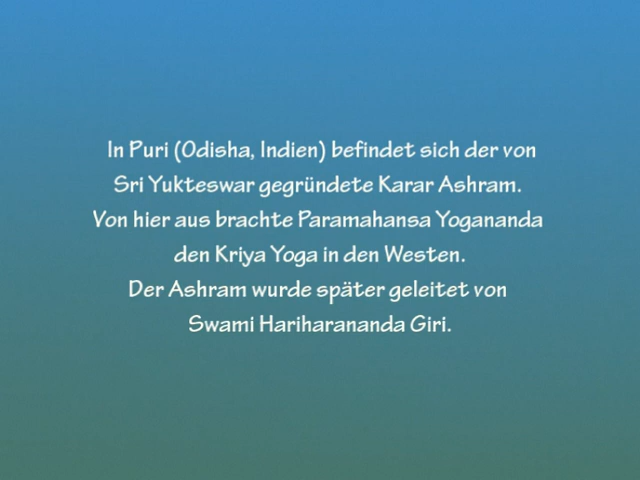 In Puri (Odisha, Indien) befindet sich der von
Sri Yukteswar gegründete Karar Ashram.
Von hier aus brachte Paramahansa Yogananda
den Kriya Yoga in den Westen.
Der Ashram wurde später geleitet von
Swami Hariharananda Giri.